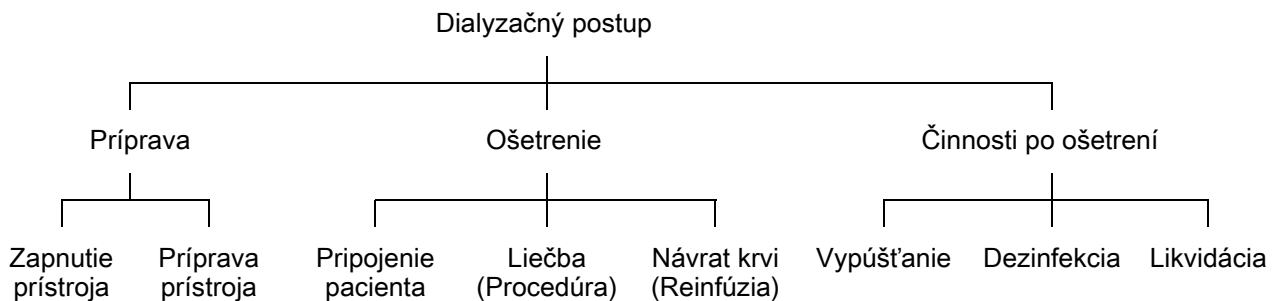 Dialyzačný postup
Príprava
Ošetrenie
Činnosti po ošetrení
Zapnutie
prístroja
Príprava
prístroja
Pripojenie
pacienta
Liečba
(Procedúra)
Návrat krvi
(Reinfúzia)
Vypúšťanie
Dezinfekcia
Likvidácia